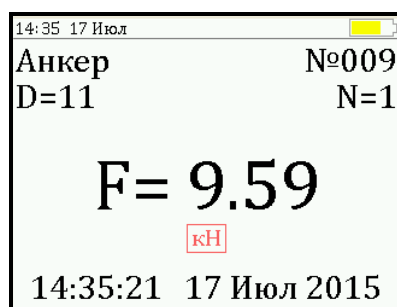 14:35 17 Июл
Анкер №009
D=11 N=1
F= 9.59
кН
14:35:21 17 Июл 2015